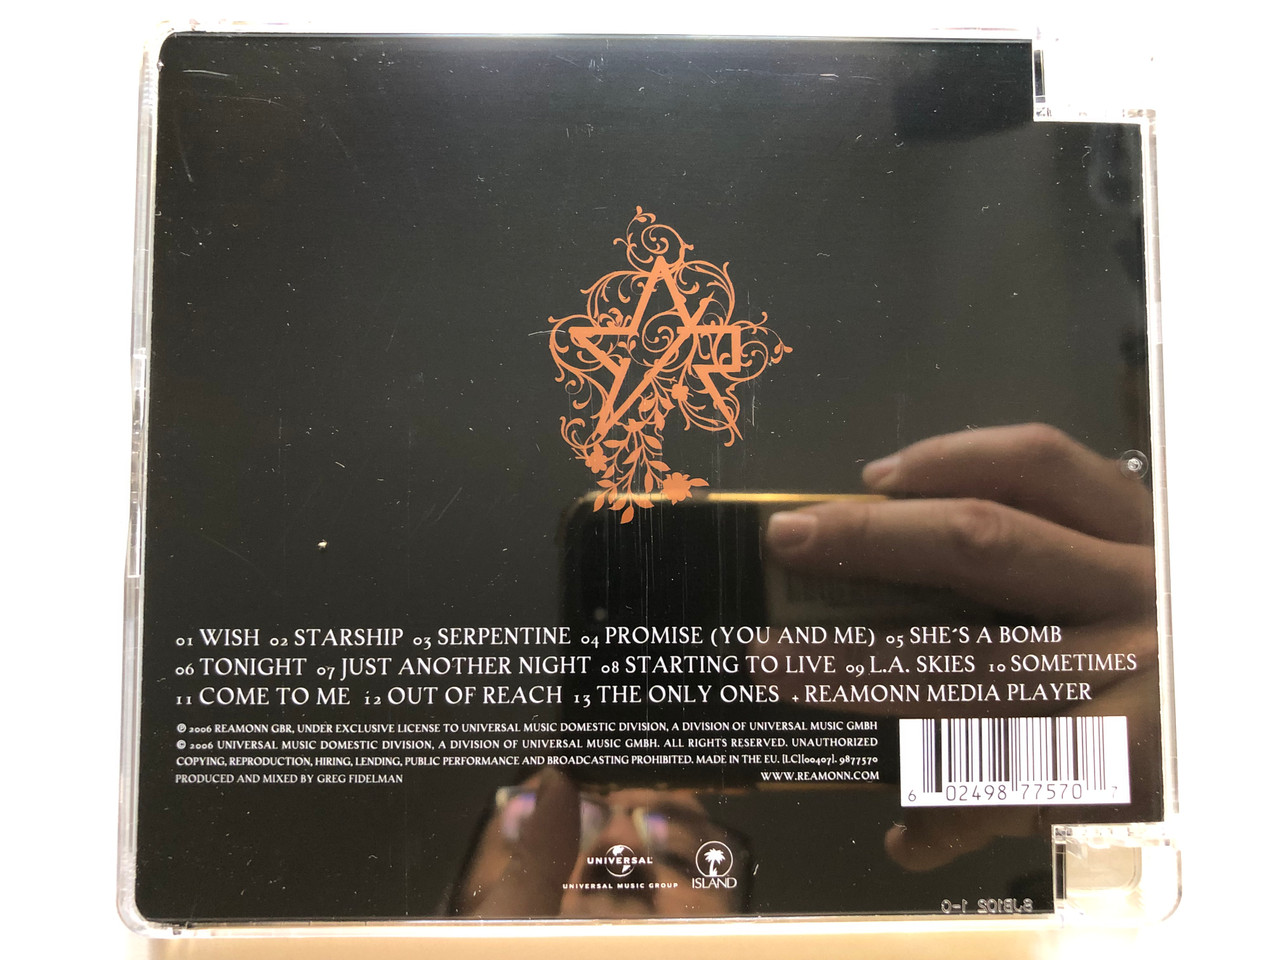 01 WISH 02 STARSHIP 03 SERPENTINE 04 PROMISE (YOU AND ME) 05 SHE´S A BOMB
06 TONIGHT 07 JUST ANOTHER NIGHT 08 STARTING TO LIVE 09 L.A. SKIES 10 SOMETIMES
11 COME TO ME 12 OUT OF REACH 13 THE ONLY ONES + REAMONN MEDIA PLAYER
℗ 2006 REAMONN GBR, UNDER EXCLUSIVE LICENSE TO UNIVERSAL MUSIC DOMESTIC DIVISION, A DIVISION OF UNIVERSAL MUSIC GMBH
© 2006 UNIVERSAL MUSIC DOMESTIC DIVISION, A DIVISION OF UNIVERSAL MUSIC GMBH. ALL RIGHTS RESERVED. UNAUTHORIZED
COPYING, REPRODUCTION, HIRING, LENDING, PUBLIC PERFORMANCE AND BROADCASTING PROHIBITED. MADE IN THE EU. [LC][00407]. 9877570
PRODUCED AND MIXED BY GREG FIDELMAN WWW.REAMONN.COM
6 02498 77570 7
UNIVERSAL
UNIVERSAL MUSIC GROUP
ISLAND